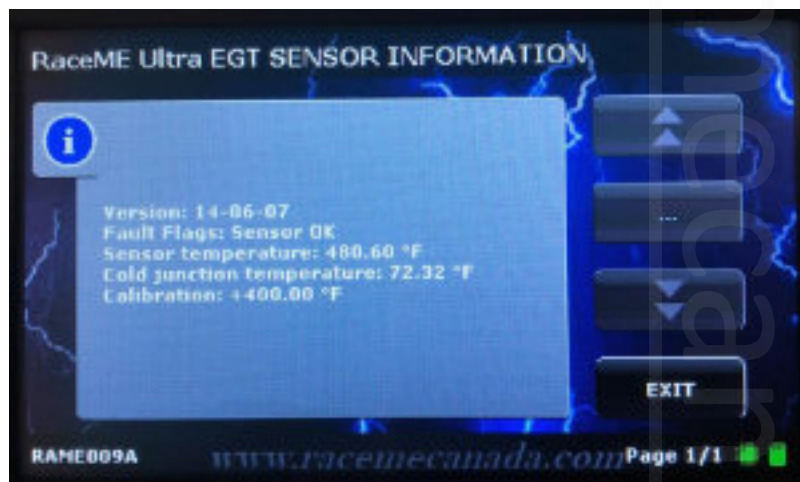 RaceME Ultra EGT SENSOR INFORMATION
i
Version: 14-06-07
Fault Flags: Sensor OK
Sensor temperature: 480.60 °F
Cold junction temperature: 72.32 °F
Calibration: +400.00 °F
...
EXIT
RAME009A
www.racemecanada.com
Page 1/1
mecan